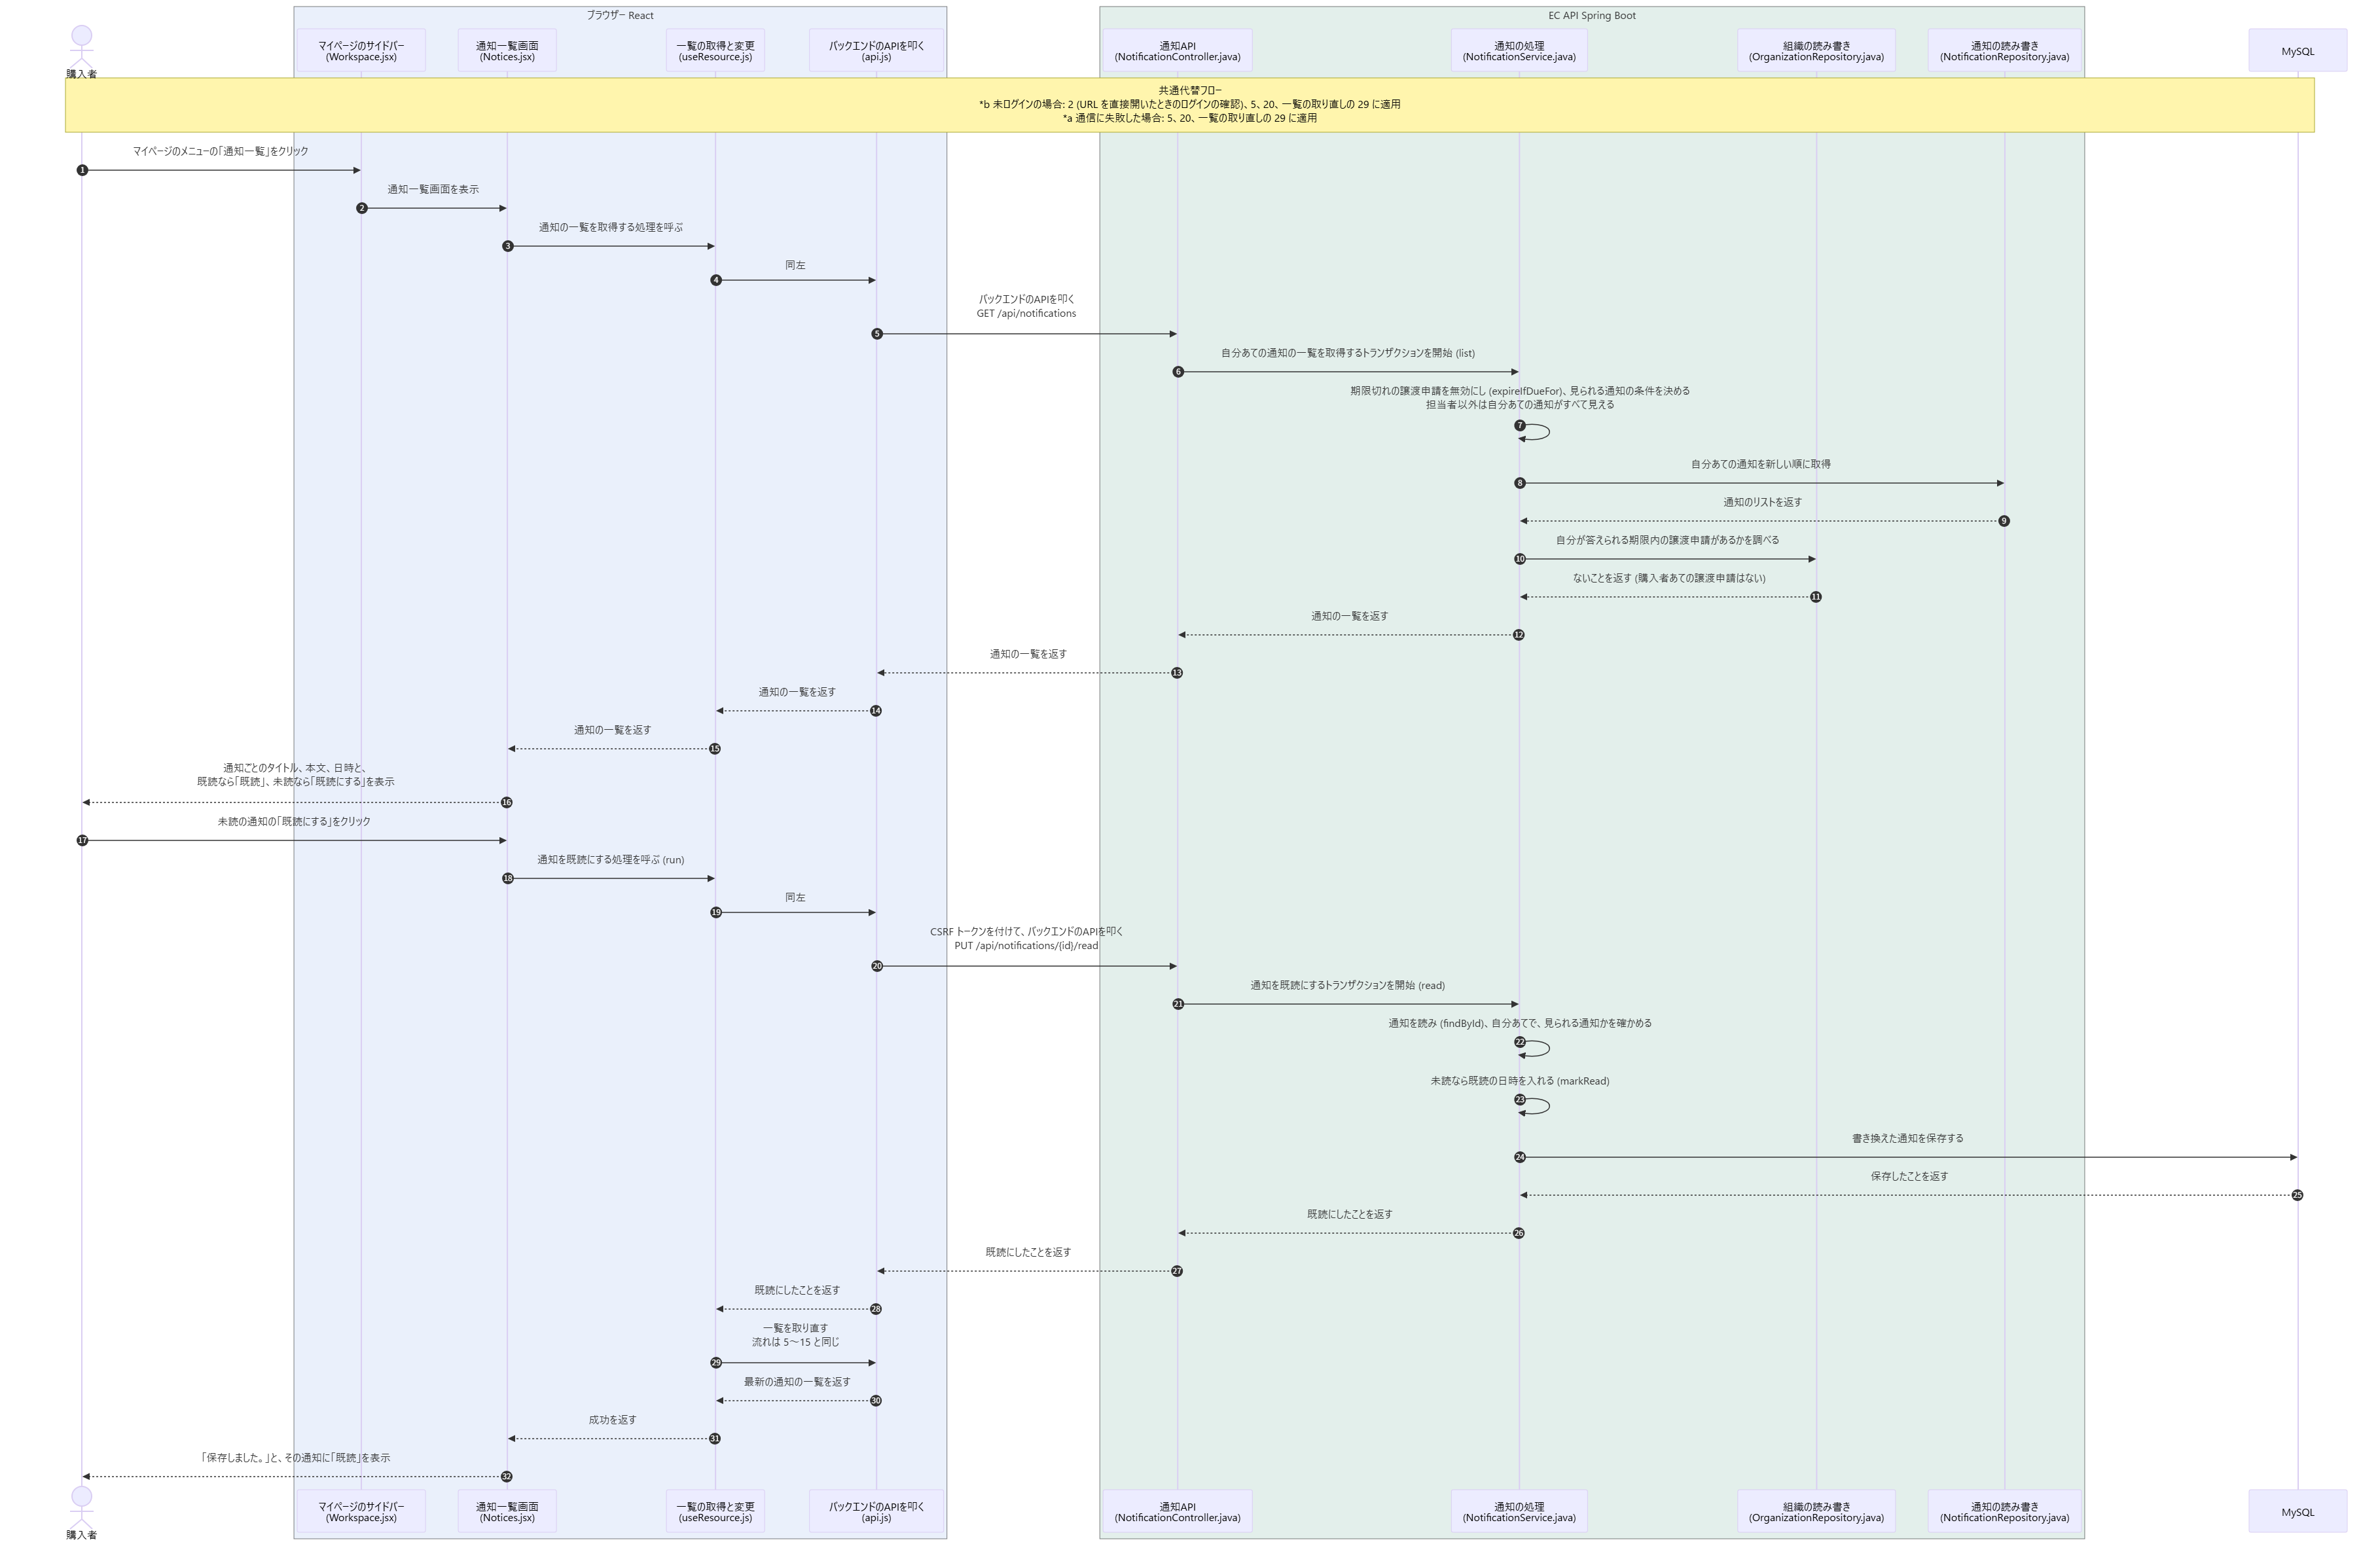 ブラウザー React
EC API Spring Boot
購入者
マイページのサイドバー
(Workspace.jsx)
通知一覧画面
(Notices.jsx)
一覧の取得と変更
(useResource.js)
バックエンドのAPIを叩く
(api.js)
通知API
(NotificationController.java)
通知の処理
(NotificationService.java)
組織の読み書き
(OrganizationRepository.java)
通知の読み書き
(NotificationRepository.java)
MySQL
共通代替フロー
*b 未ログインの場合: 2 (URL を直接開いたときのログインの確認)、5、20、一覧の取り直しの 29 に適用
*a 通信に失敗した場合: 5、20、一覧の取り直しの 29 に適用
マイページのメニューの「通知一覧」をクリック
1
通知一覧画面を表示
2
通知の一覧を取得する処理を呼ぶ
3
同左
4
バックエンドのAPIを叩く
GET /api/notifications
5
自分あての通知の一覧を取得するトランザクションを開始 (list)
6
期限切れの譲渡申請を無効にし (expireIfDueFor)、見られる通知の条件を決める
担当者以外は自分あての通知がすべて見える
7
自分あての通知を新しい順に取得
8
通知のリストを返す
9
自分が答えられる期限内の譲渡申請があるかを調べる
10
ないことを返す (購入者あての譲渡申請はない)
11
通知の一覧を返す
12
通知の一覧を返す
13
通知の一覧を返す
14
通知の一覧を返す
15
通知ごとのタイトル、本文、日時と、
既読なら「既読」、未読なら「既読にする」を表示
16
未読の通知の「既読にする」をクリック
17
通知を既読にする処理を呼ぶ (run)
18
同左
19
CSRF トークンを付けて、バックエンドのAPIを叩く
PUT /api/notifications/{id}/read
20
通知を既読にするトランザクションを開始 (read)
21
通知を読み (findById)、自分あてで、見られる通知かを確かめる
22
未読なら既読の日時を入れる (markRead)
23
書き換えた通知を保存する
24
保存したことを返す
25
既読にしたことを返す
26
既読にしたことを返す
27
既読にしたことを返す
28
一覧を取り直す
流れは 5～15 と同じ
29
最新の通知の一覧を返す
30
成功を返す
31
「保存しました。」と、その通知に「既読」を表示
32
購入者
マイページのサイドバー
(Workspace.jsx)
通知一覧画面
(Notices.jsx)
一覧の取得と変更
(useResource.js)
バックエンドのAPIを叩く
(api.js)
通知API
(NotificationController.java)
通知の処理
(NotificationService.java)
組織の読み書き
(OrganizationRepository.java)
通知の読み書き
(NotificationRepository.java)
MySQL